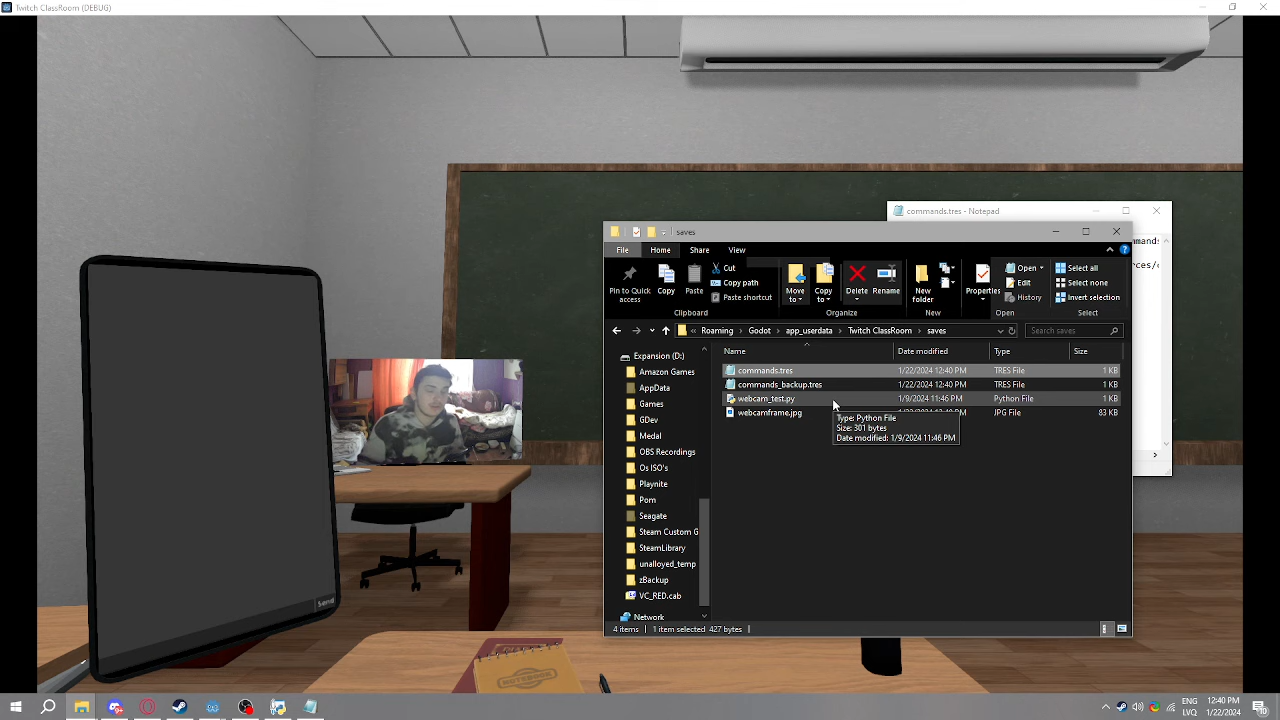 Twitch ClassRoom (DEBUG)
commands.tres - Notepad
saves
File Home Share View
Pin to Quick access
Copy
Paste
Cut
Copy path
Paste shortcut
Move to
Copy to
Delete
Rename
New folder
Properties
Open
Edit
History
Select all
Select none
Invert selection
Clipboard Organize New Open Select
« Roaming › Godot › app_userdata › Twitch ClassRoom › saves
Search saves
Name Date modified Type Size
commands.tres 1/22/2024 12:40 PM TRES File 1 KB
commands_backup.tres 1/22/2024 12:40 PM TRES File 1 KB
webcam_test.py 1/9/2024 11:46 PM Python File 1 KB
webcamframe.jpg JPG File 83 KB
Type: Python File
Size: 301 bytes
Date modified: 1/9/2024 11:46 PM
Expansion (D:)
Amazon Games
AppData
Games
GDev
Medal
OBS Recordings
Os ISO's
Playnite
Porn
Seagate
Steam Custom G
SteamLibrary
unalloyed_temp
zBackup
VC_RED.cab
Network
4 items 1 item selected 427 bytes
Send
NOTEBOOK
ENG
LVQ
12:40 PM
1/22/2024